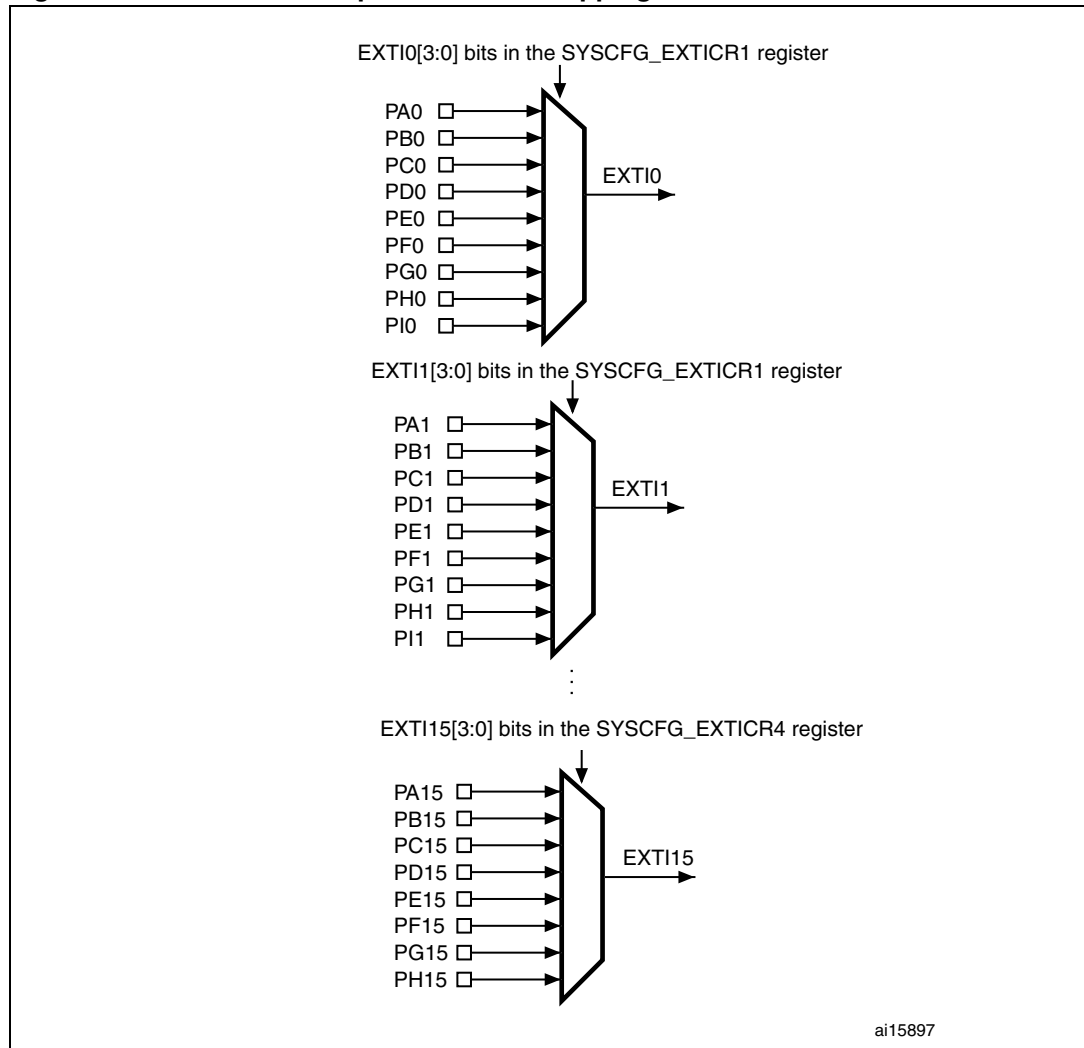 EXTI0[3:0] bits in the SYSCFG_EXTICR1 register
PA0
PB0
PC0
PD0
PE0
PF0
PG0
PH0
PI0
EXTI0
EXTI1[3:0] bits in the SYSCFG_EXTICR1 register
PA1
PB1
PC1
PD1
PE1
PF1
PG1
PH1
PI1
EXTI1
EXTI15[3:0] bits in the SYSCFG_EXTICR4 register
PA15
PB15
PC15
PD15
PE15
PF15
PG15
PH15
EXTI15
ai15897